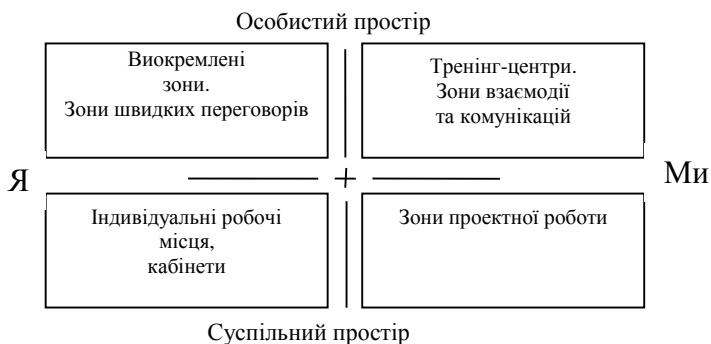 Особистий простір
Виокремлені
зони.
Зони швидких переговорів
Тренінг-центри.
Зони взаємодії
та комунікацій
Я
Ми
Індивідуальні робочі
місця,
кабінети
Зони проектної роботи
Суспільний простір